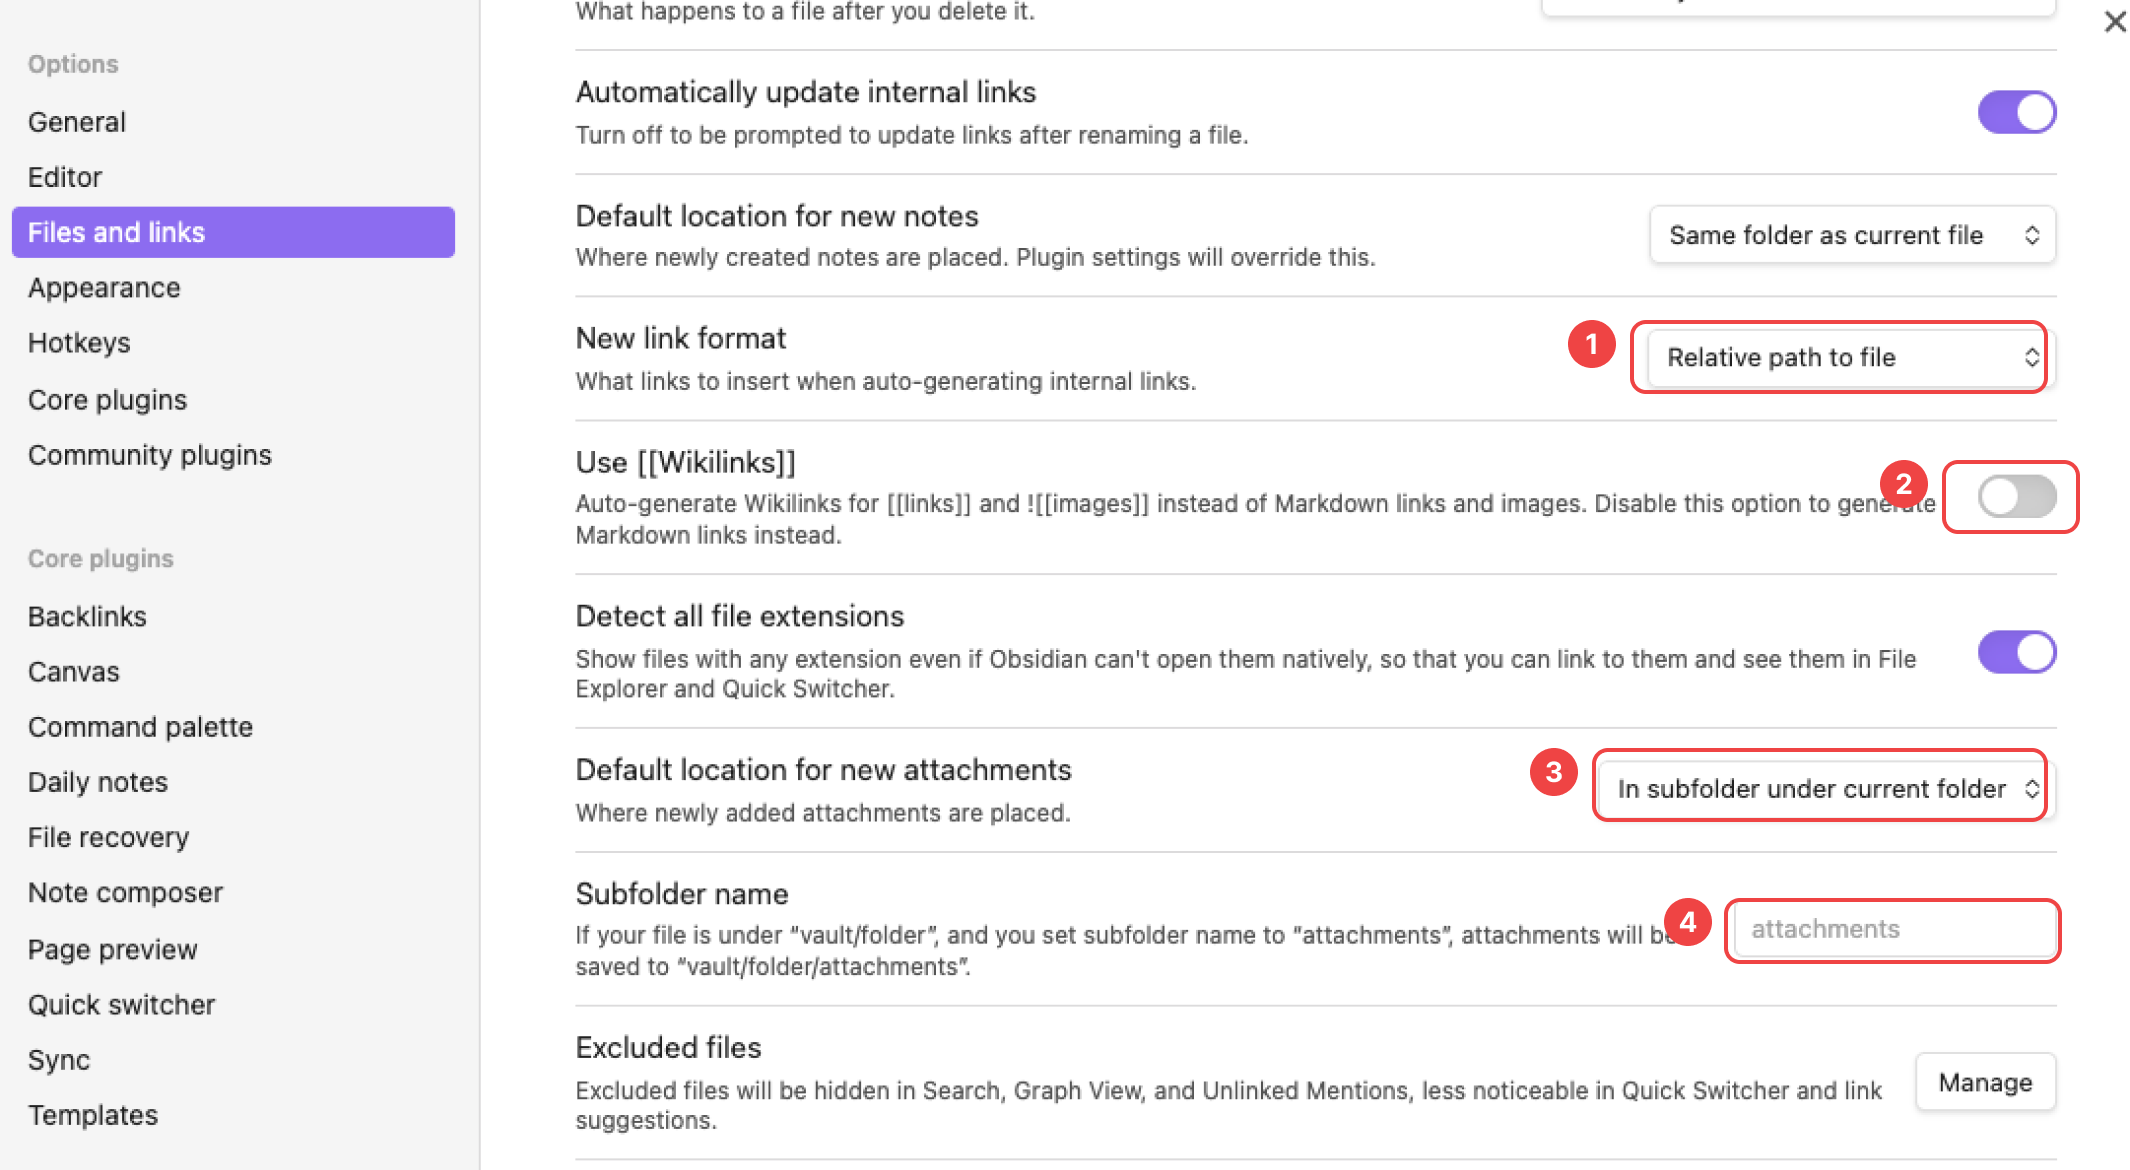 Options
General
Editor
Files and links
Appearance
Hotkeys
Core plugins
Community plugins
Core plugins
Backlinks
Canvas
Command palette
Daily notes
File recovery
Note composer
Page preview
Quick switcher
Sync
Templates
What happens to a file after you delete it.
Automatically update internal links
Turn off to be prompted to update links after renaming a file.
Default location for new notes
Where newly created notes are placed. Plugin settings will override this.
Same folder as current file
New link format
What links to insert when auto-generating internal links.
1
Relative path to file
Use [[Wikilinks]]
Auto-generate Wikilinks for [[links]] and ![[images]] instead of Markdown links and images. Disable this option to generate
Markdown links instead.
2
Detect all file extensions
Show files with any extension even if Obsidian can't open them natively, so that you can link to them and see them in File
Explorer and Quick Switcher.
Default location for new attachments
Where newly added attachments are placed.
3
In subfolder under current folder
Subfolder name
If your file is under “vault/folder”, and you set subfolder name to “attachments”, attachments will be
saved to “vault/folder/attachments”.
4
attachments
Excluded files
Excluded files will be hidden in Search, Graph View, and Unlinked Mentions, less noticeable in Quick Switcher and link
suggestions.
Manage